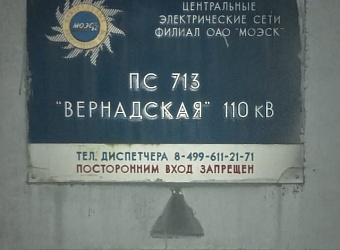 МОЭСК
ЦЕНТРАЛЬНЫЕ
ЭЛЕКТРИЧЕСКИЕ СЕТИ
ФИЛИАЛ ОАО "МОЭСК"
ПС 713
"ВЕРНАДСКАЯ" 110 кВ
ТЕЛ. ДИСПЕТЧЕРА 8-499-611-21-71
ПОСТОРОННИМ ВХОД ЗАПРЕЩЕН